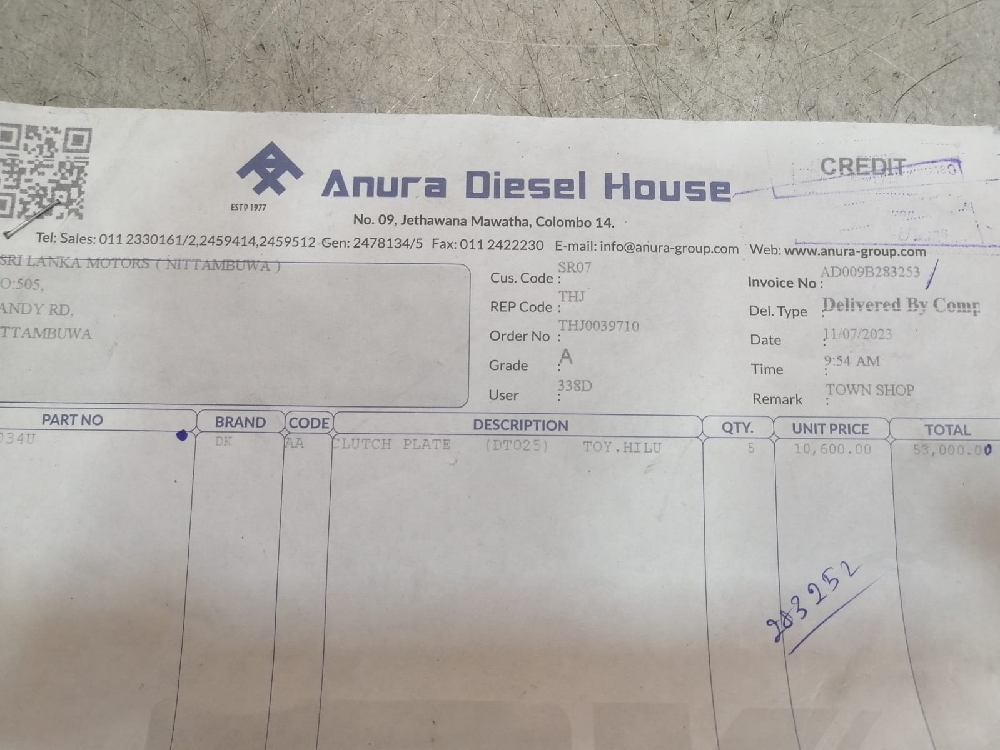 CREDIT
ESTD 1977
Anura Diesel House
No. 09, Jethawana Mawatha, Colombo 14.
Tel: Sales: 011 2330161/2,2459414,2459512 Gen: 2478134/5 Fax: 011 2422230 E-mail: info@anura-group.com Web: www.anura-group.com
SRI LANKA MOTORS ( NITTAMBUWA )
O:505,
ANDY RD,
TTAMBUWA
Cus. Code : SR07
REP Code : THJ
Order No : THJ0039710
Grade : A
User : 338D
Invoice No : AD009B283253
Del. Type : Delivered By Comp
Date : 11/07/2023
Time : 9:54 AM
Remark : TOWN SHOP
PART NO BRAND CODE DESCRIPTION QTY. UNIT PRICE TOTAL
034U DK AA CLUTCH PLATE (DT025) TOY.HILU 5 10,600.00 53,000.00
283252